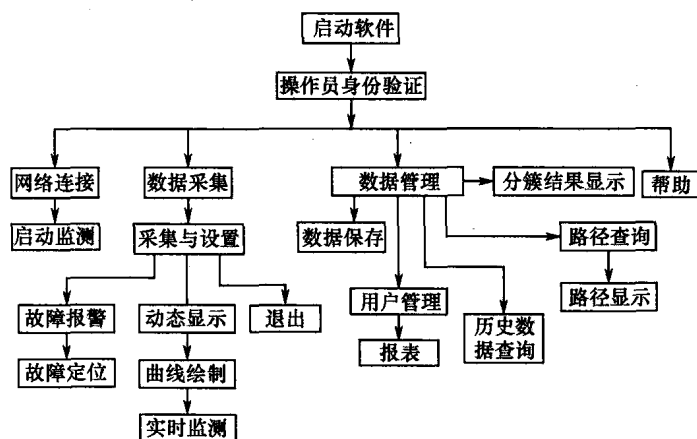 启动软件
操作员身份验证
网络连接
数据采集
数据管理
分簇结果显示
帮助
启动监测
采集与设置
数据保存
路径查询
故障报警
动态显示
退出
用户管理
历史数
据查询
路径显示
故障定位
曲线绘制
报表
实时监测